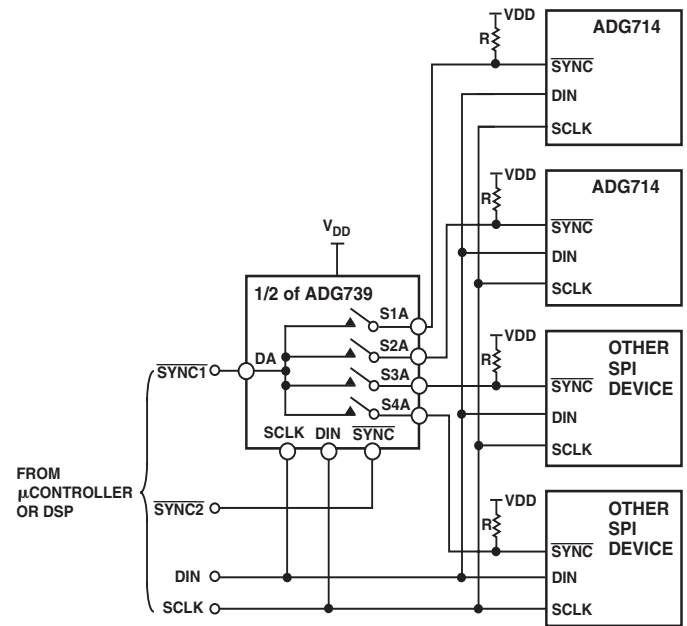 VDD
R
ADG714
SYNC
DIN
SCLK
VDD
R
ADG714
SYNC
DIN
SCLK
VDD
1/2 of ADG739
S1A
S2A
S3A
S4A
DA
SCLK DIN SYNC
SYNC1
VDD
R
OTHER
SPI
DEVICE
SYNC
DIN
SCLK
FROM
μCONTROLLER
OR DSP
SYNC2
DIN
SCLK
VDD
R
OTHER
SPI
DEVICE
SYNC
DIN
SCLK